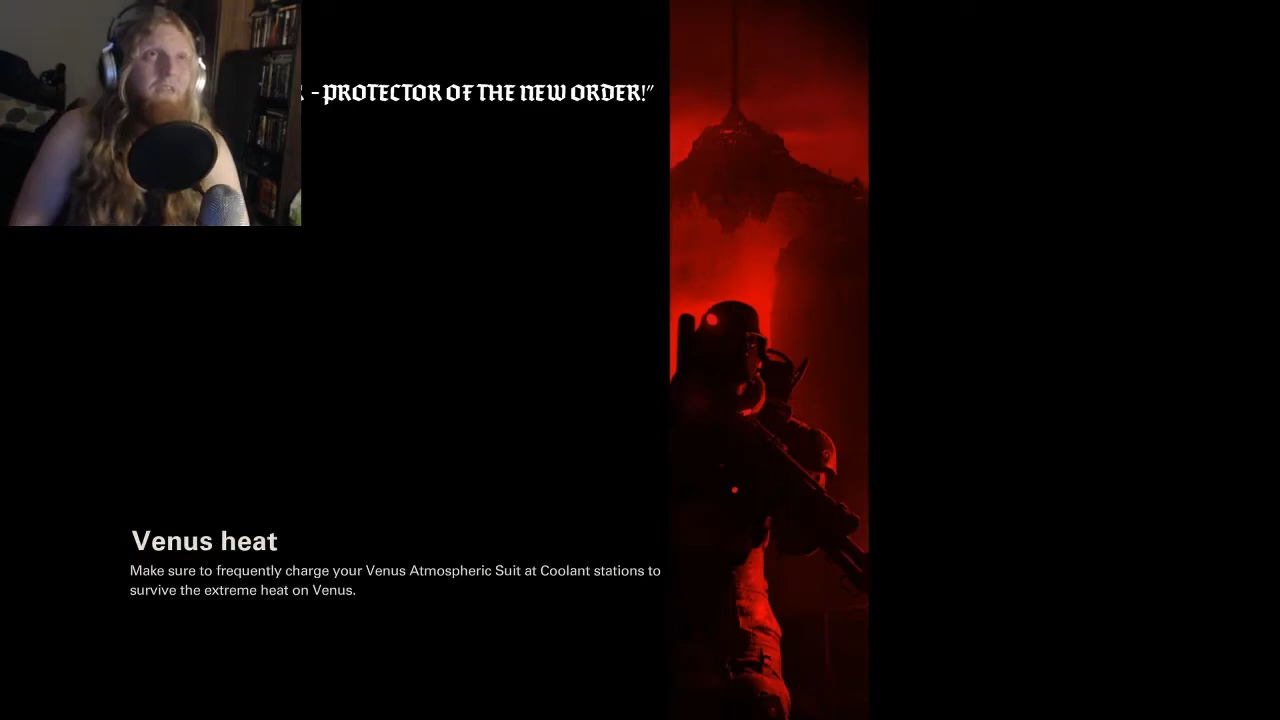 - PROTECTOR OF THE NEW ORDER!"
Venus heat
Make sure to frequently charge your Venus Atmospheric Suit at Coolant stations to
survive the extreme heat on Venus.